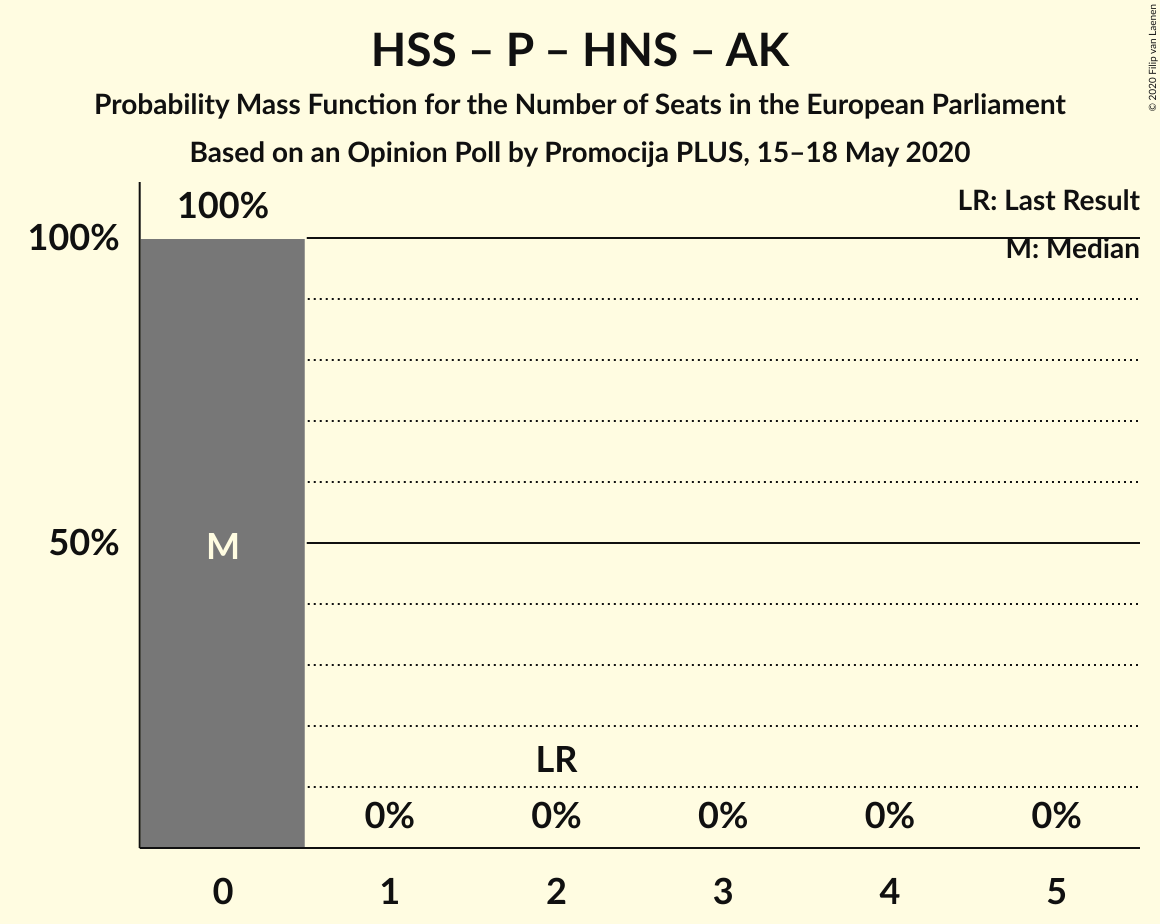 HSS – P – HNS – AK
Probability Mass Function for the Number of Seats in the European Parliament
Based on an Opinion Poll by Promocija PLUS, 15–18 May 2020
© 2020 Filip van Laenen
LR: Last Result
M: Median
100%
100%
50%
M
LR
0%
0%
0%
0%
0%
0
1
2
3
4
5